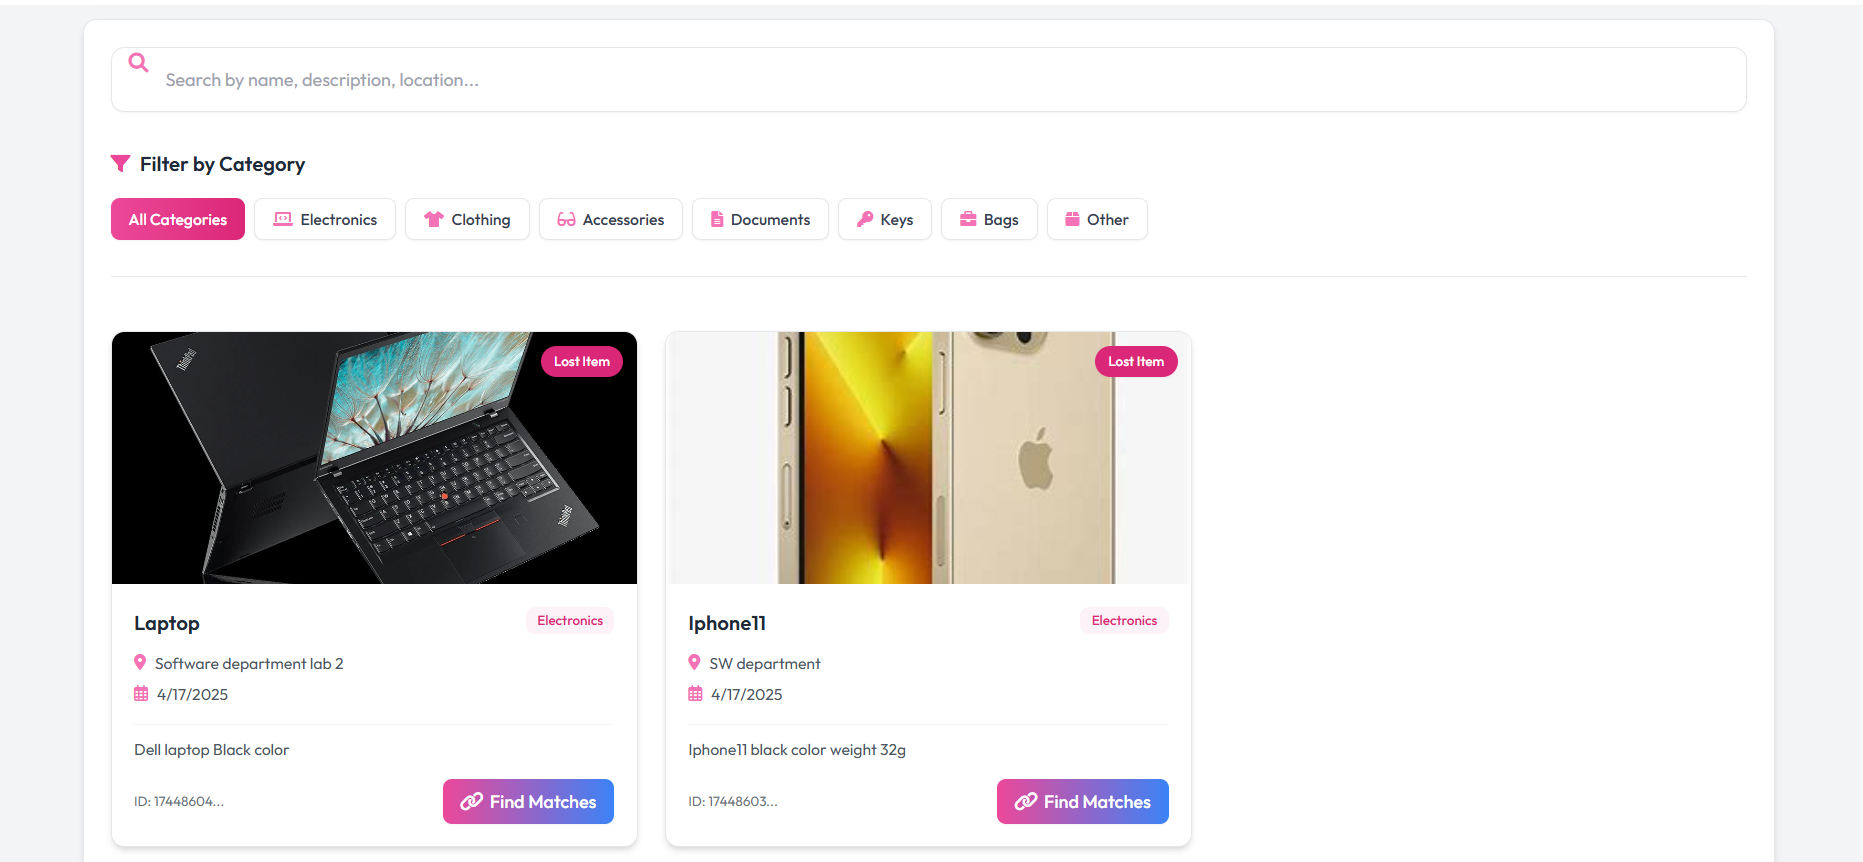 Search by name, description, location...
Filter by Category
All Categories
Electronics
Clothing
Accessories
Documents
Keys
Bags
Other
ThinkPad
ThinkPad
Lost Item
Lost Item
Laptop
Electronics
Software department lab 2
4/17/2025
Dell laptop Black color
ID: 17448604...
Find Matches
Iphone11
Electronics
SW department
4/17/2025
Iphone11 black color weight 32g
ID: 17448603...
Find Matches